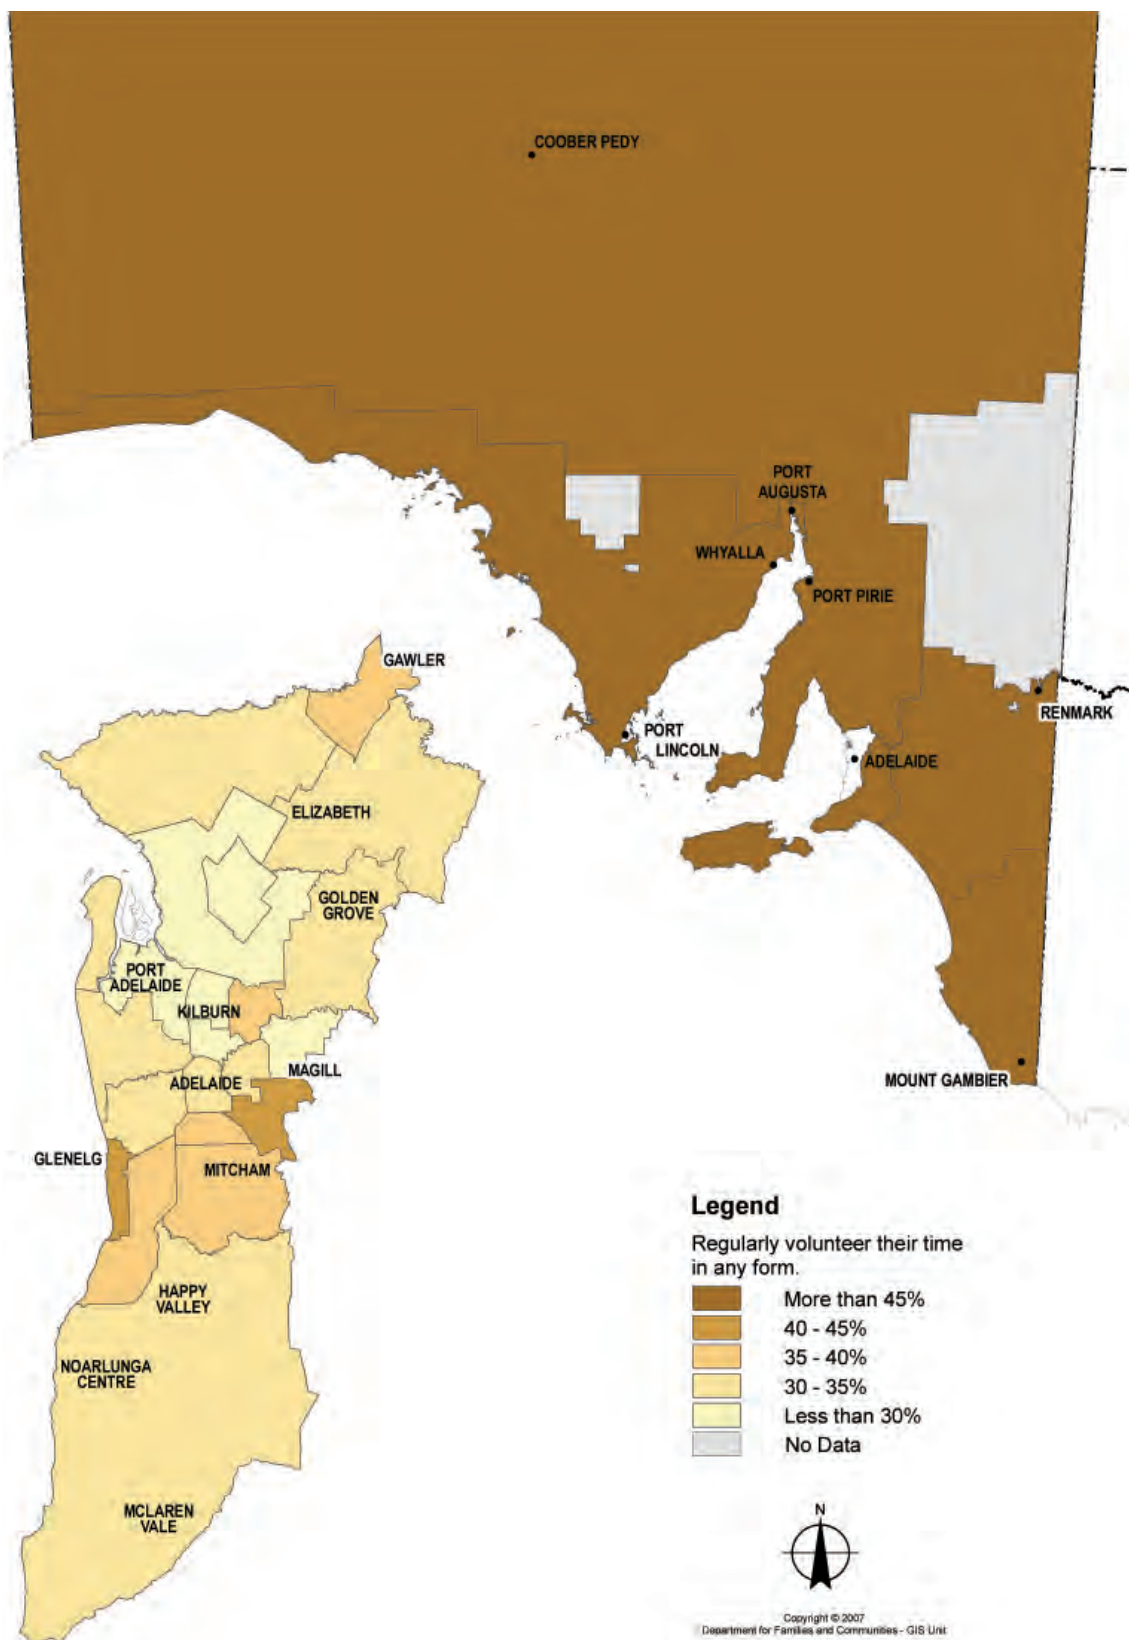 COOBER PEDY
PORT
AUGUSTA
WHYALLA
PORT PIRIE
GAWLER
RENMARK
PORT
LINCOLN
ADELAIDE
ELIZABETH
GOLDEN
GROVE
PORT
ADELAIDE
KILBURN
MAGILL
ADELAIDE
MOUNT GAMBIER
GLENELG
MITCHAM
HAPPY
VALLEY
NOARLUNGA
CENTRE
MCLAREN
VALE
Legend
Regularly volunteer their time
in any form.
More than 45%
40 - 45%
35 - 40%
30 - 35%
Less than 30%
No Data
N
Copyright © 2007
Department for Families and Communities - GIS Unit